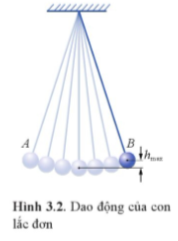 A
B
hmax
Hình 3.2. Dao động của con
lắc đơn